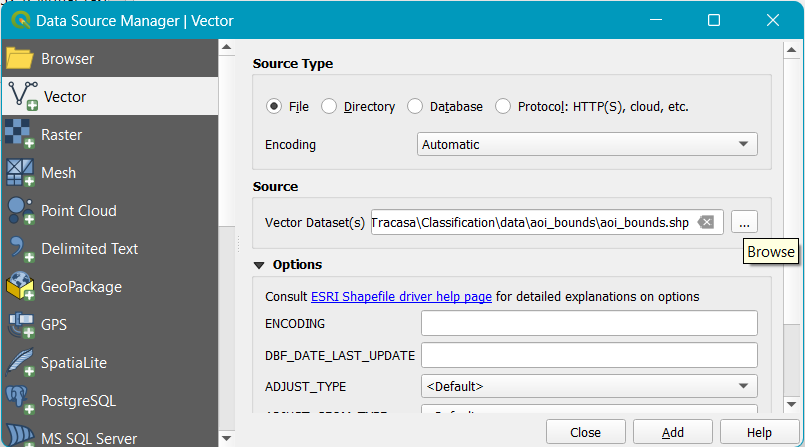 Data Source Manager | Vector
Browser
Vector
Raster
Mesh
Point Cloud
Delimited Text
GeoPackage
GPS
SpatiaLite
PostgreSQL
MS SQL Server
Source Type
File Directory Database Protocol: HTTP(S), cloud, etc.
Encoding Automatic
Source
Vector Dataset(s) Tracasa\Classification\data\aoi_bounds\aoi_bounds.shp ...
Browse
Options
Consult ESRI Shapefile driver help page for detailed explanations on options
ENCODING
DBF_DATE_LAST_UPDATE
ADJUST_TYPE <Default>
Close Add Help